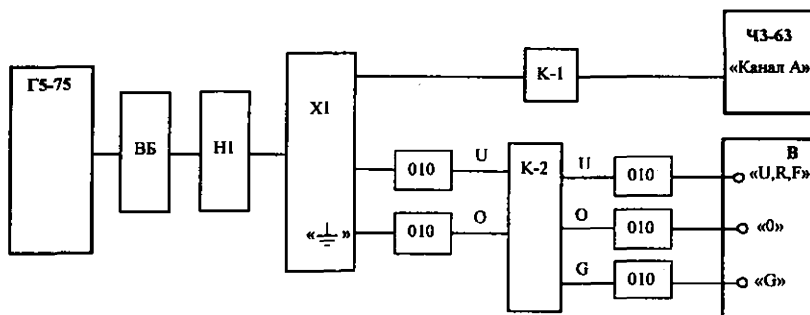 Г5-75
ВБ
Н1
Х1
«⏚»
К-1
Ч3-63
«Канал А»
010
U
010
О
К-2
U
010
О
010
G
010
В
«U,R,F»
«0»
«G»